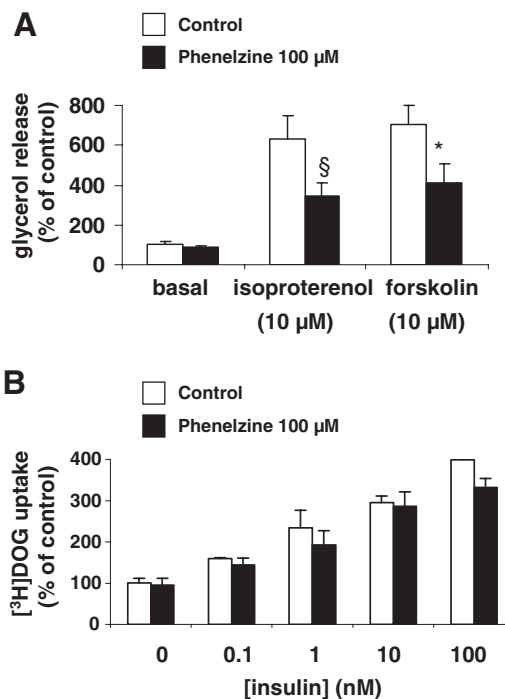 A
Control
Phenelzine 100 µM
glycerol release
(% of control)
800
600
400
200
0
§
*
basal isoproterenol forskolin
(10 µM) (10 µM)
B
Control
Phenelzine 100 µM
[³H]DOG uptake
(% of control)
400
300
200
100
0
0 0.1 1 10 100
[insulin] (nM)